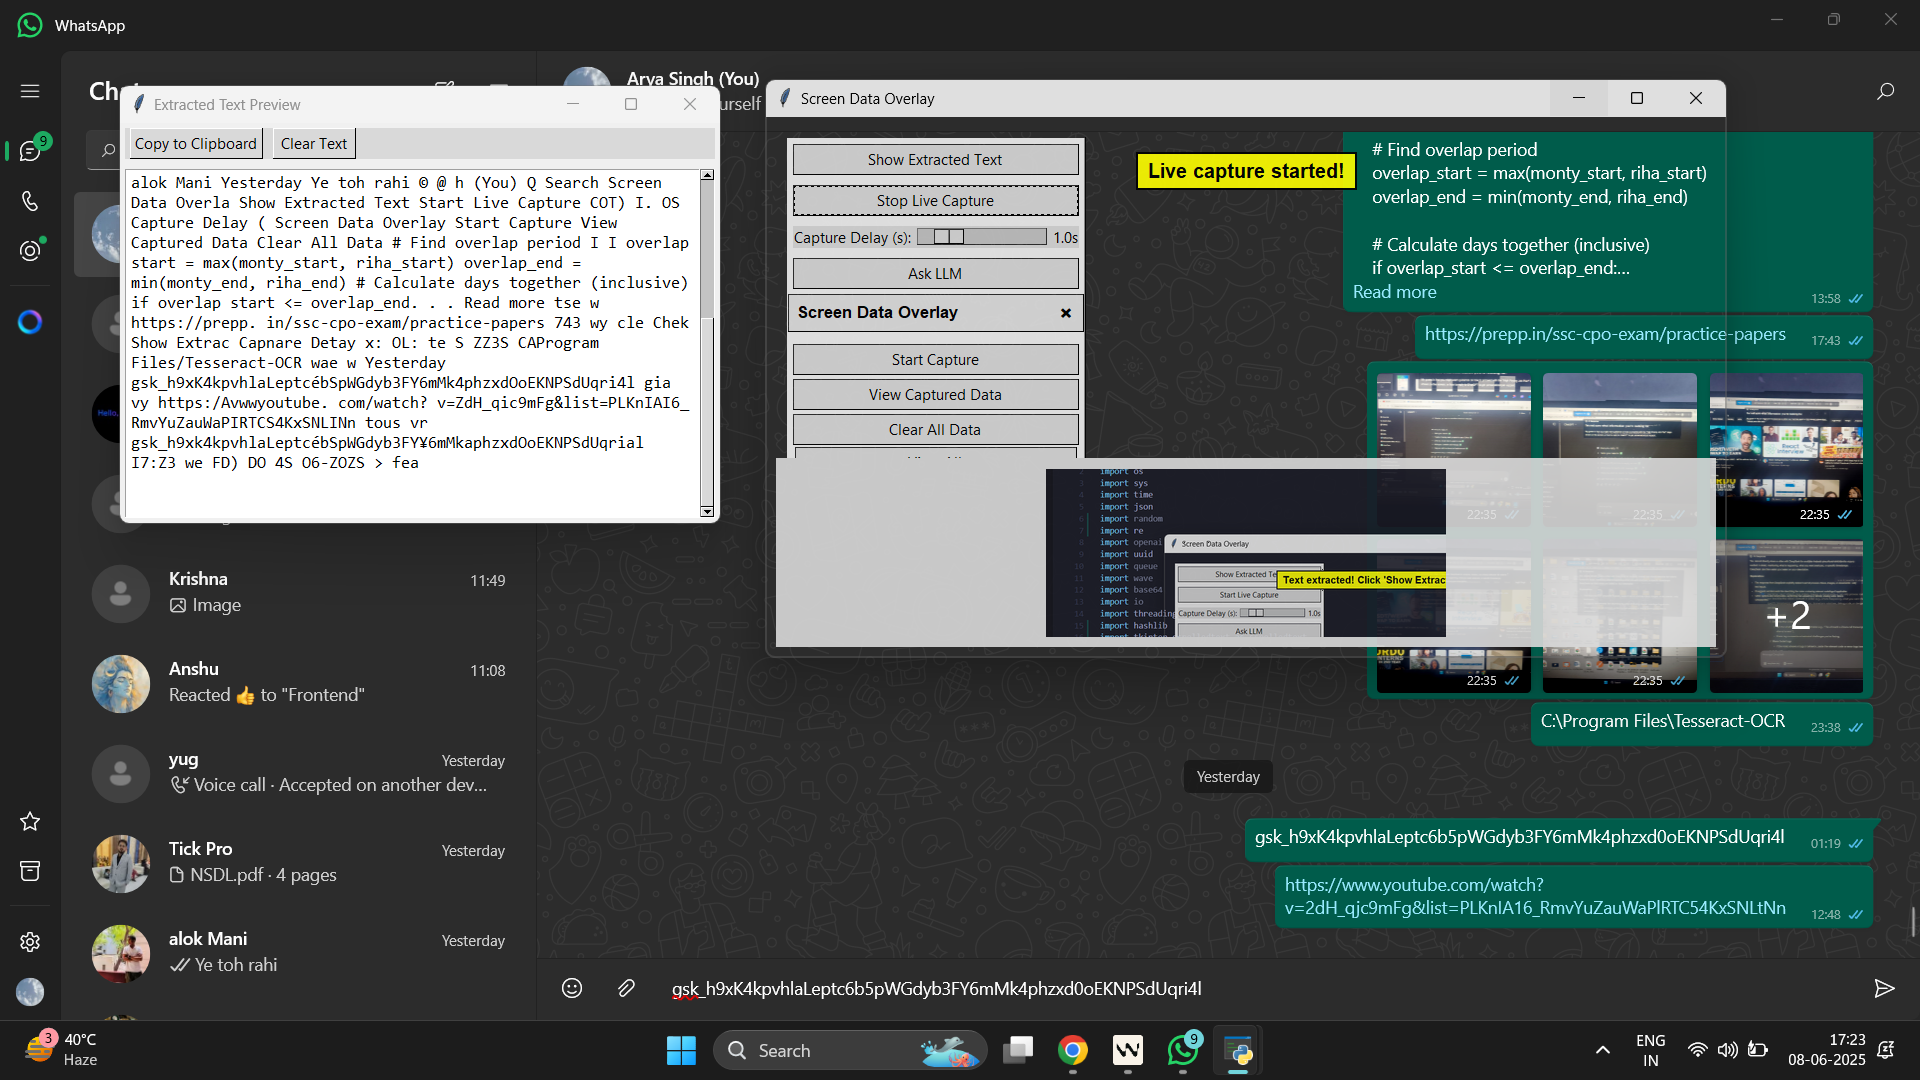 WhatsApp
Arya Singh (You)
Extracted Text Preview
Copy to Clipboard
Clear Text
alok Mani Yesterday Ye toh rahi © @ h (You) Q Search Screen
Data Overla Show Extracted Text Start Live Capture COT) I. OS
Capture Delay ( Screen Data Overlay Start Capture View
Captured Data Clear All Data # Find overlap period I I overlap
start = max(monty_start, riha_start) overlap_end =
min(monty_end, riha_end) # Calculate days together (inclusive)
if overlap start <= overlap_end. . . Read more tse w
https://prepp. in/ssc-cpo-exam/practice-papers 743 wy cle Chek
Show Extrac Capnare Detay x: OL: te S ZZ3S CAProgram
Files/Tesseract-OCR wae w Yesterday
gsk_h9xK4kpvhlaLeptcébSpWGdyb3FY6mMk4phzxdOoEKNPSdUqri4l gia
vy https:/Avwwyoutube. com/watch? v=ZdH_qic9mFg&list=PLKnIAI6_
RmvYuZauWaPIRTCS4KxSNLINn tous vr
gsk_h9xk4kpvhlaLeptcébSpWGdyb3FY¥6mMkaphzxdOoEKNPSdUqrial
I7:Z3 we FD) DO 4S O6-ZOZS > fea
Krishna 11:49
Image
Anshu 11:08
Reacted 👍 to "Frontend"
yug Yesterday
Voice call · Accepted on another dev...
Tick Pro Yesterday
NSDL.pdf · 4 pages
alok Mani Yesterday
Ye toh rahi
Screen Data Overlay
Show Extracted Text
Stop Live Capture
Capture Delay (s): 1.0s
Ask LLM
Screen Data Overlay ×
Start Capture
View Captured Data
Clear All Data
Live capture started!
# Find overlap period
overlap_start = max(monty_start, riha_start)
overlap_end = min(monty_end, riha_end)
# Calculate days together (inclusive)
if overlap_start <= overlap_end:...
Read more
13:58
https://prepp.in/ssc-cpo-exam/practice-papers 17:43
import os
import sys
import time
import json
import random
import re
import openai
import uuid
import queue
import wave
import base64
import io
import threading
import hashlib
Screen Data Overlay
Show Extracted Te
Text extracted! Click 'Show Extrac
Start Live Capture
Capture Delay (s): 1.0s
Ask LLM
22:35
22:35
22:35
22:35
22:35
+2
C:\Program Files\Tesseract-OCR 23:38
Yesterday
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 01:19
https://www.youtube.com/watch?
v=2dH_qjc9mFg&list=PLKnIA16_RmvYuZauWaPlRTC54KxSNLtNn 12:48
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
9
3
40°C
Haze
Search
9
ENG
IN
17:23
08-06-2025